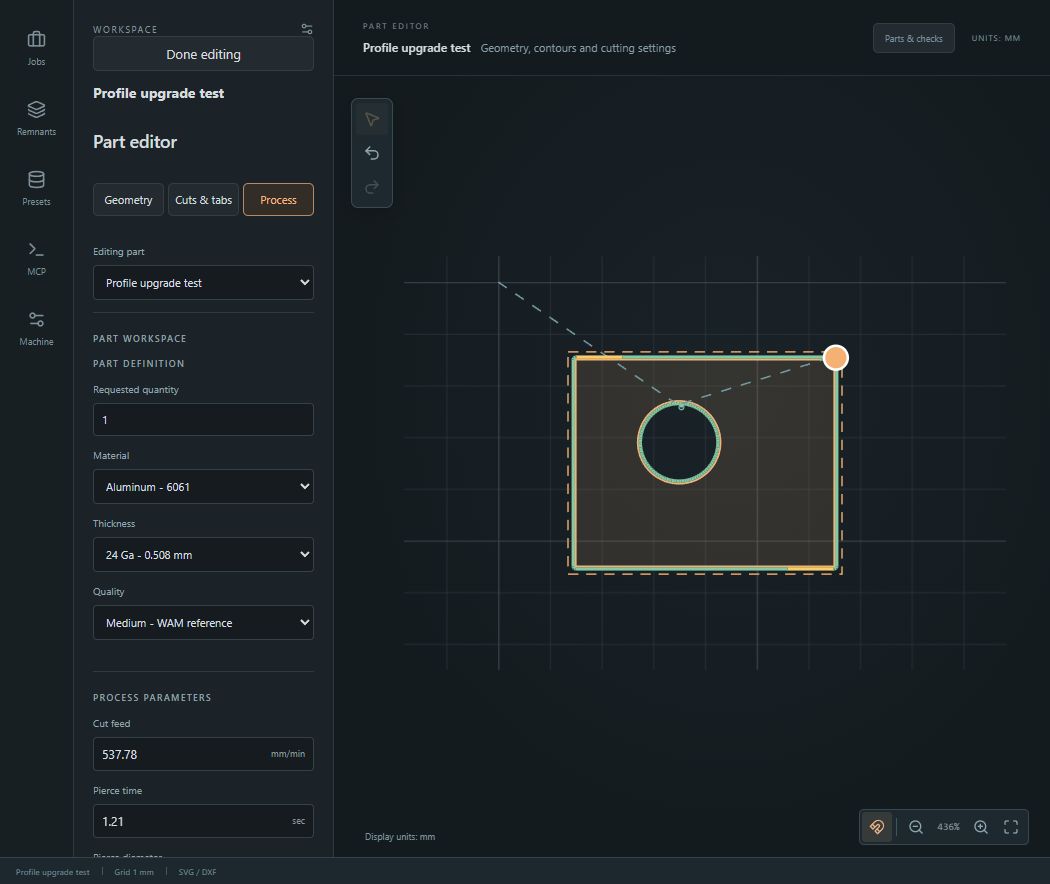 Jobs
Remnants
Presets
MCP
Machine
WORKSPACE
Done editing
Profile upgrade test
Part editor
Geometry
Cuts & tabs
Process
Editing part
Profile upgrade test
PART WORKSPACE
PART DEFINITION
Requested quantity
1
Material
Aluminum - 6061
Thickness
24 Ga - 0.508 mm
Quality
Medium - WAM reference
PROCESS PARAMETERS
Cut feed
537.78 mm/min
Pierce time
1.21 sec
Pierce diameter
PART EDITOR
Profile upgrade test Geometry, contours and cutting settings
Parts & checks
UNITS: MM
Display units: mm
436%
Profile upgrade test
Grid 1 mm
SVG / DXF